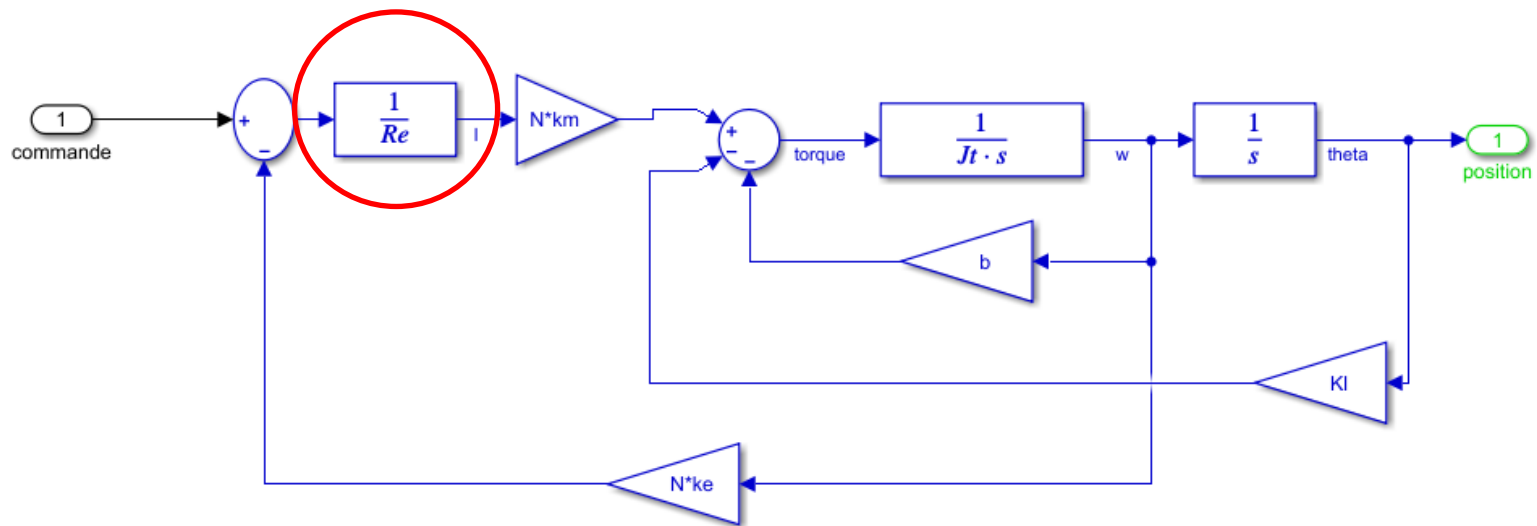 1
commande
+
−
1
Re
I
N*km
+
−
−
torque
1
Jt · s
w
1
s
theta
1
position
b
Kl
N*ke